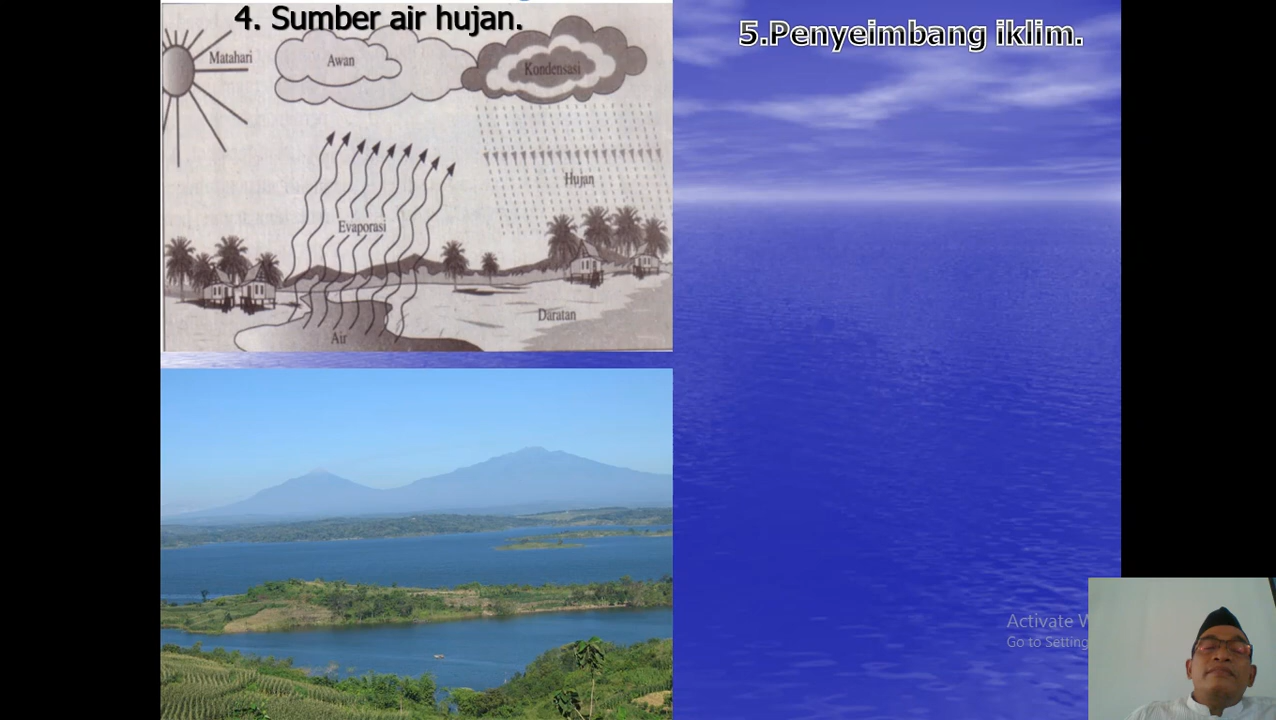 4. Sumber air hujan.
Matahari
Awan
Kondensasi
Hujan
Evaporasi
Daratan
Air
5.Penyeimbang iklim.
Activate
Go to Setting